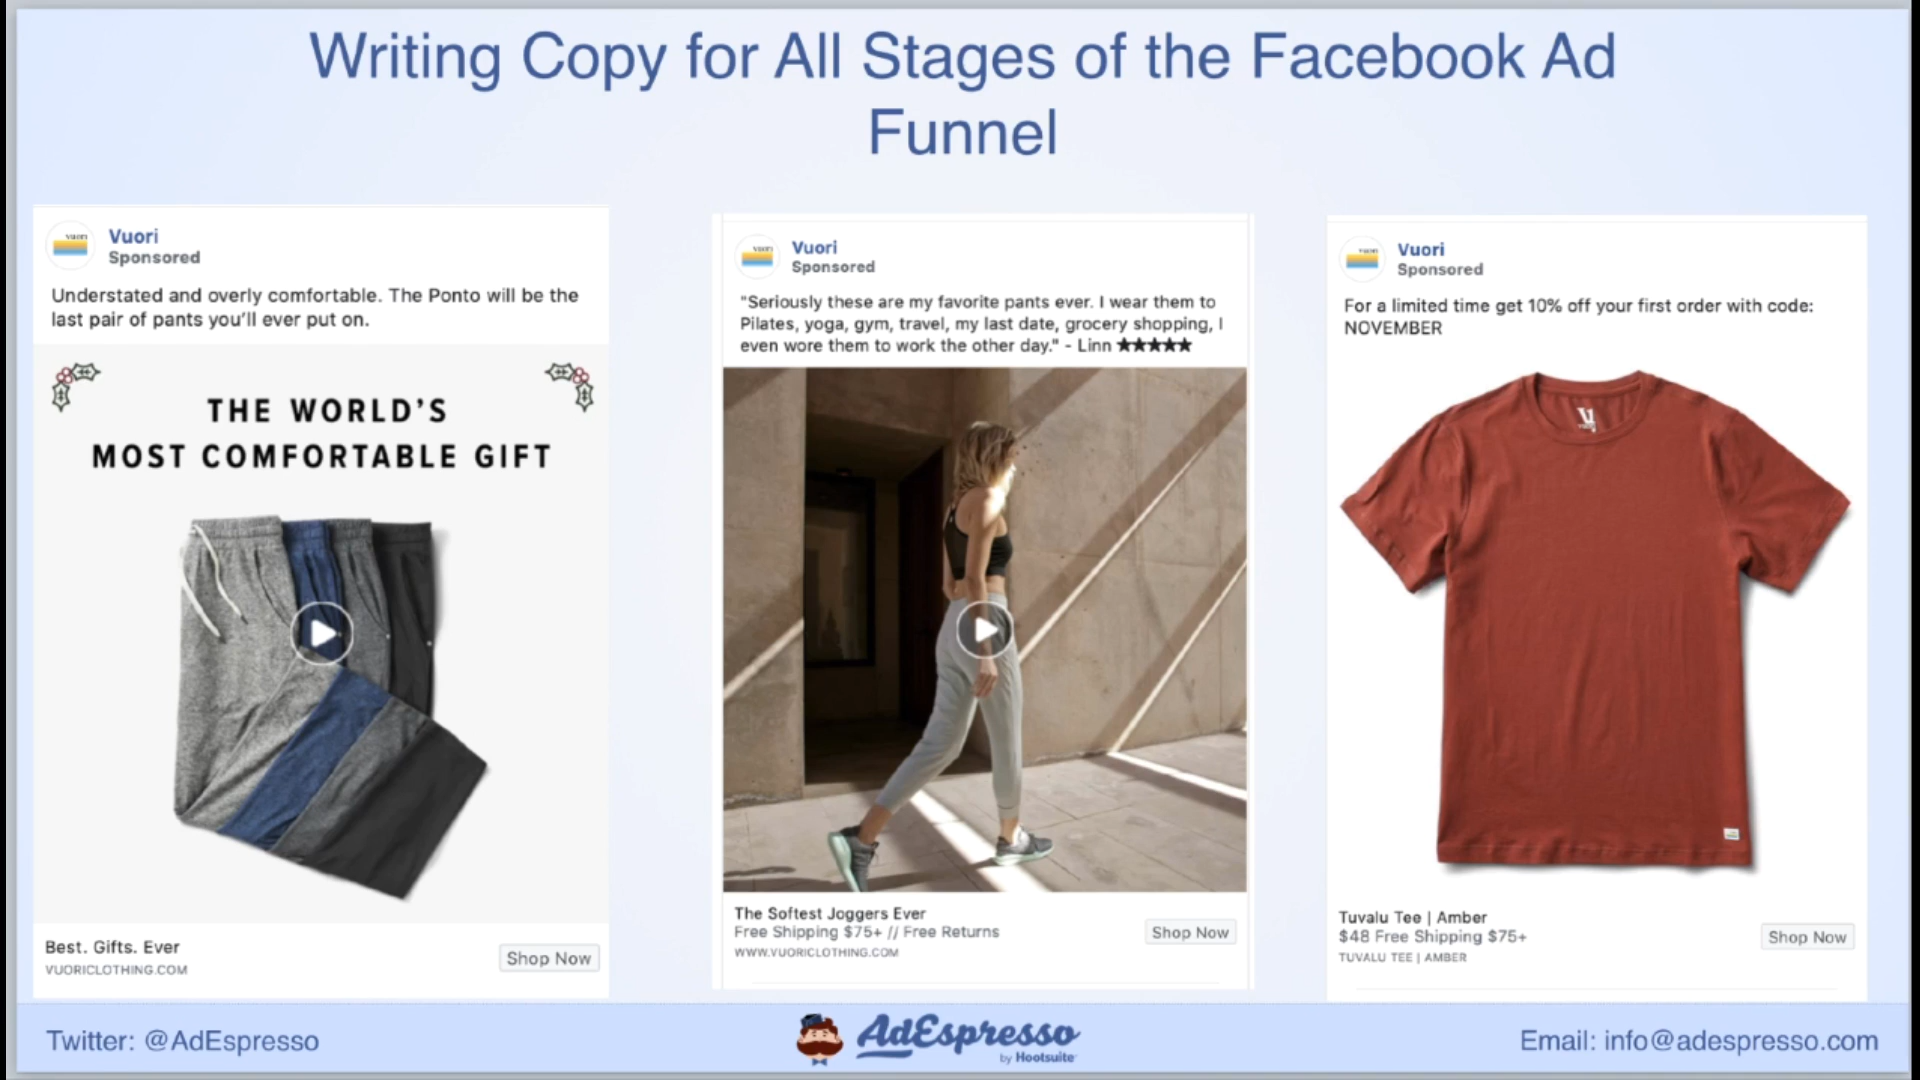 Writing Copy for All Stages of the Facebook Ad
Funnel
vuori
Vuori
Sponsored
Understated and overly comfortable. The Ponto will be the
last pair of pants you'll ever put on.
THE WORLD'S
MOST COMFORTABLE GIFT
Best. Gifts. Ever
VUORICLOTHING.COM
Shop Now
vuori
Vuori
Sponsored
"Seriously these are my favorite pants ever. I wear them to
Pilates, yoga, gym, travel, my last date, grocery shopping, I
even wore them to work the other day." - Linn ★★★★★
The Softest Joggers Ever
Free Shipping $75+ // Free Returns
WWW.VUORICLOTHING.COM
Shop Now
vuori
Vuori
Sponsored
For a limited time get 10% off your first order with code:
NOVEMBER
Tuvalu Tee | Amber
$48 Free Shipping $75+
TUVALU TEE | AMBER
Shop Now
Twitter: @AdEspresso
AdEspresso
by Hootsuite
Email: info@adespresso.com